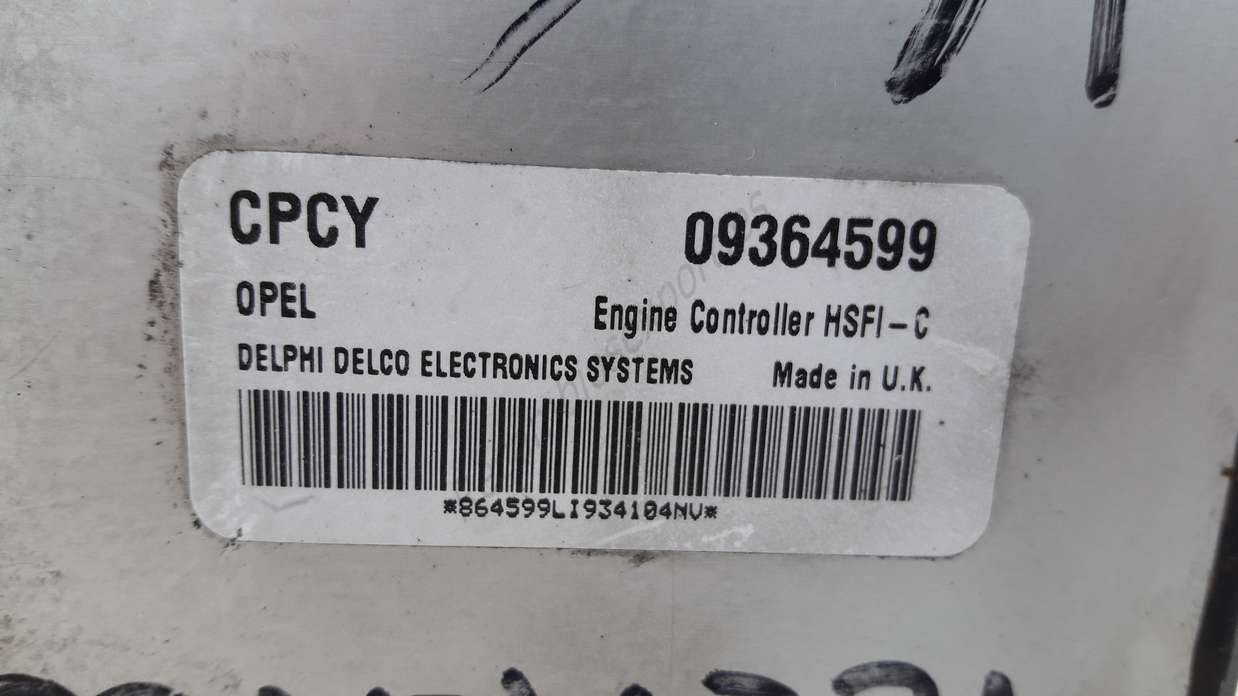 CPCY 09364599
OPEL Engine Controller HSFI-C
DELPHI DELCO ELECTRONICS SYSTEMS Made in U.K.
*864599LI934104NV*